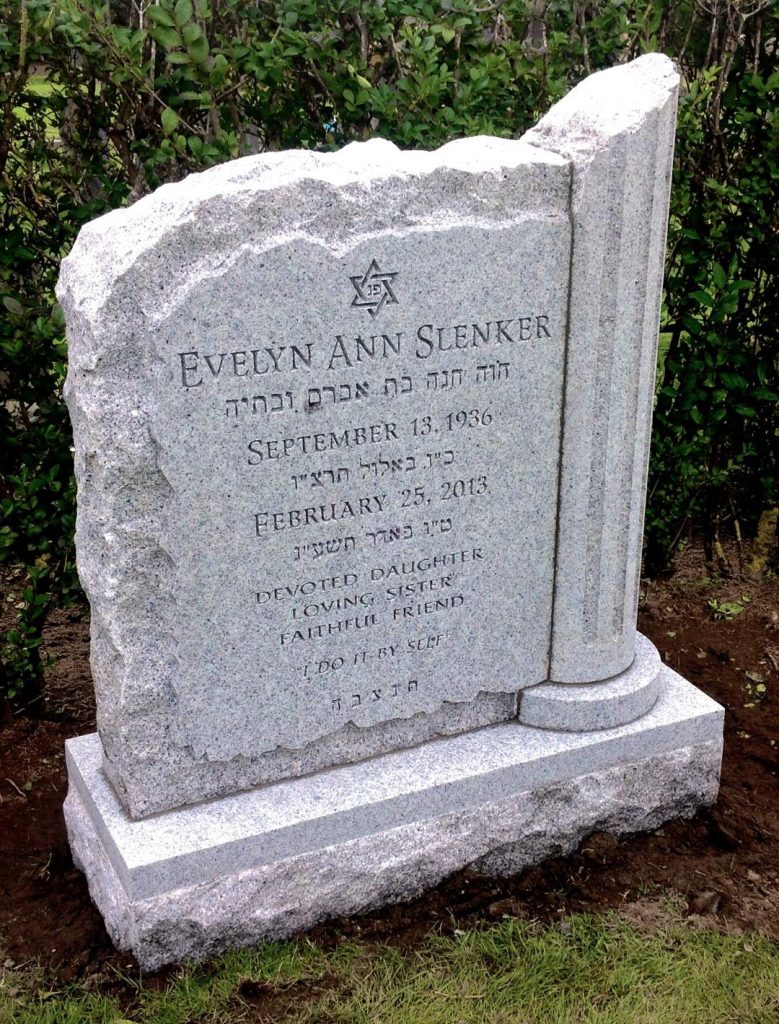 פנ
EVELYN ANN SLENKER
חוה חנה בת אברם ובתיה
SEPTEMBER 13, 1936
כ"ו באלול תרצ"ו
FEBRUARY 25, 2013
ט"ו באדר תשע"ג
DEVOTED DAUGHTER
LOVING SISTER
FAITHFUL FRIEND
"I DO IT BY SELF"
ת נ צ ב ה